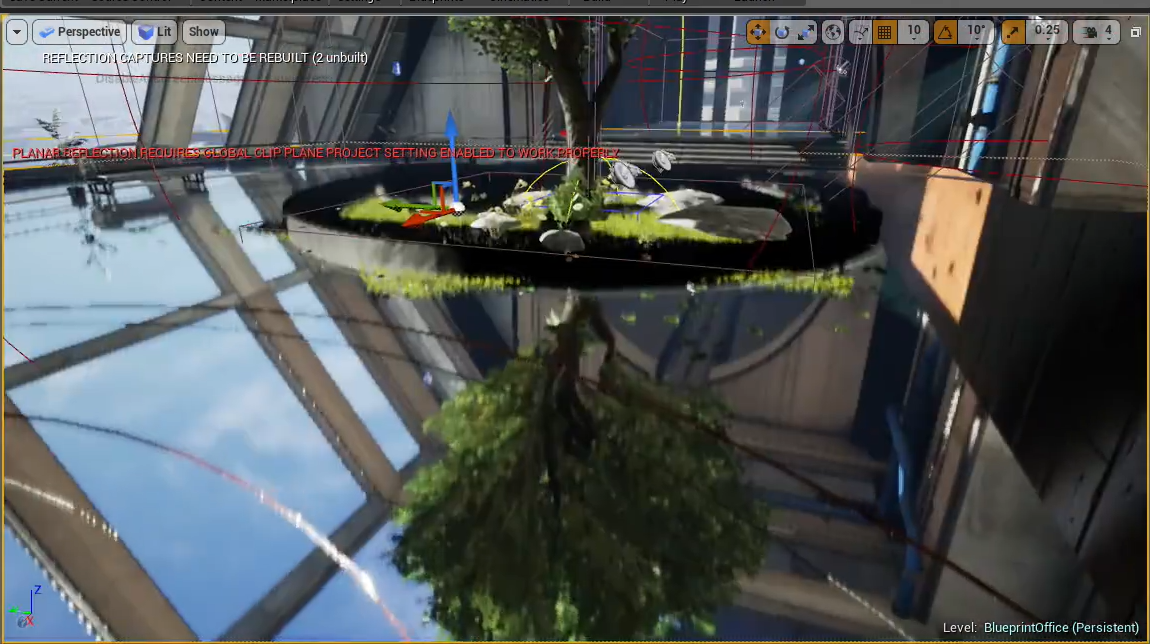 Perspective Lit Show 10 10° 0.25 4
REFLECTION CAPTURES NEED TO BE REBUILT (2 unbuilt)
PLANAR REFLECTION REQUIRES GLOBAL CLIP PLANE PROJECT SETTING ENABLED TO WORK PROPERLY
Z
X
Level: BlueprintOffice (Persistent)